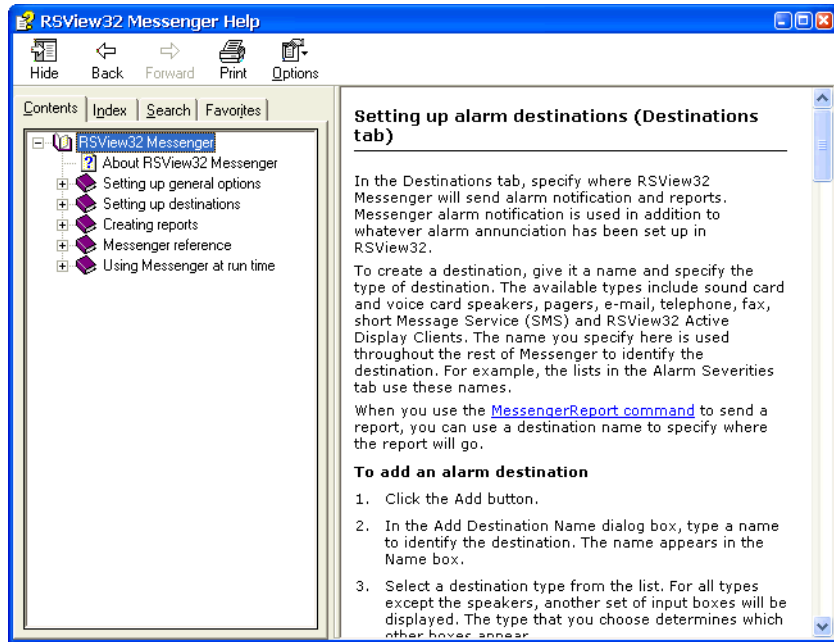 RSView32 Messenger Help
Hide Back Forward Print Options
Contents Index Search Favorites
RSView32 Messenger
About RSView32 Messenger
Setting up general options
Setting up destinations
Creating reports
Messenger reference
Using Messenger at run time
Setting up alarm destinations (Destinations
tab)
In the Destinations tab, specify where RSView32
Messenger will send alarm notification and reports.
Messenger alarm notification is used in addition to
whatever alarm annunciation has been set up in
RSView32.
To create a destination, give it a name and specify the
type of destination. The available types include sound card
and voice card speakers, pagers, e-mail, telephone, fax,
short Message Service (SMS) and RSView32 Active
Display Clients. The name you specify here is used
throughout the rest of Messenger to identify the
destination. For example, the lists in the Alarm Severities
tab use these names.
When you use the MessengerReport command to send a
report, you can use a destination name to specify where
the report will go.
To add an alarm destination
1. Click the Add button.
2. In the Add Destination Name dialog box, type a name
to identify the destination. The name appears in the
Name box.
3. Select a destination type from the list. For all types
except the speakers, another set of input boxes will be
displayed. The type that you choose determines which
other boxes appear.